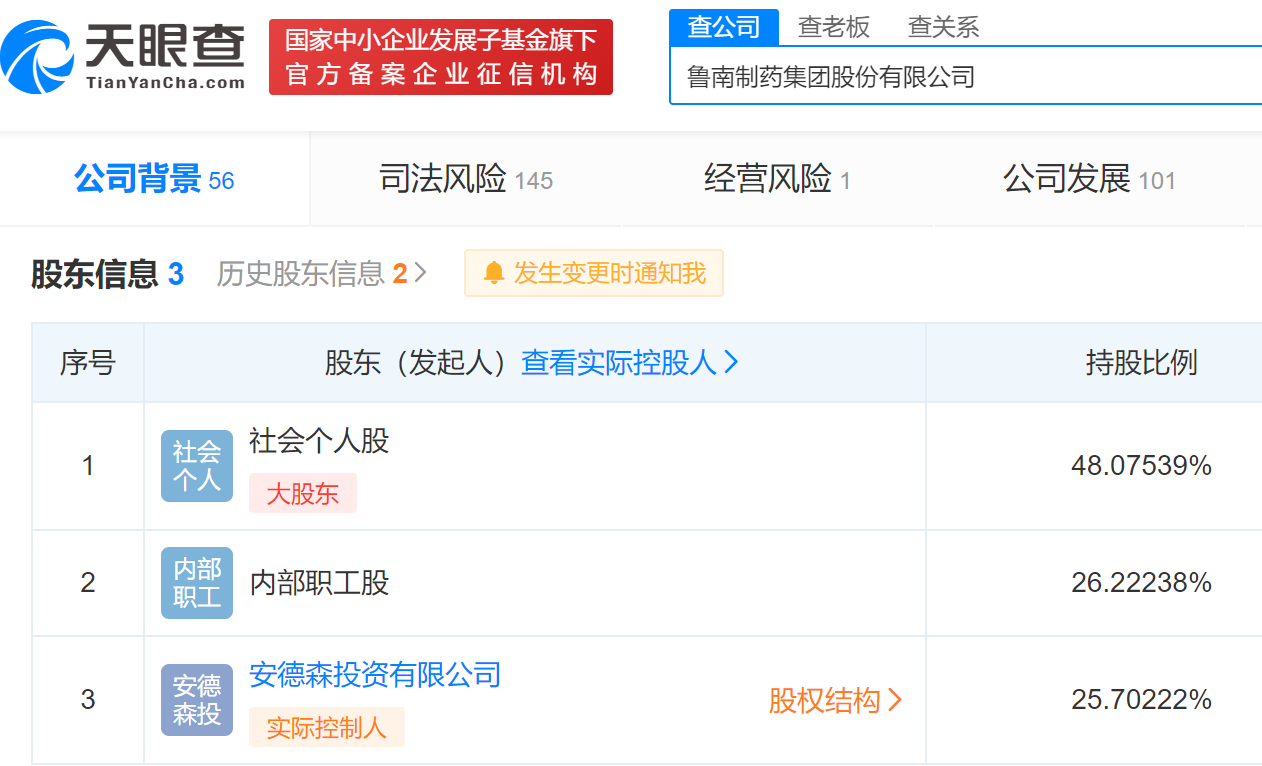 天眼查
TianYanCha.com
国家中小企业发展子基金旗下
官方备案企业征信机构
查公司 查老板 查关系
鲁南制药集团股份有限公司
公司背景 56 司法风险 145 经营风险 1 公司发展 101
股东信息 3 历史股东信息 2 > 发生变更时通知我
序号 股东（发起人）查看实际控股人 > 持股比例
1 社会个人 社会个人股 48.07539%
大股东
2 内部职工 内部职工股 26.22238%
3 安德森投 安德森投资有限公司 股权结构 > 25.70222%
实际控制人